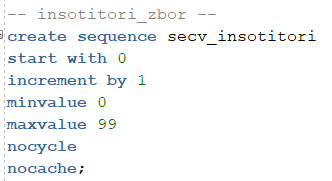 -- insotitori_zbor --
create sequence secv_insotitori
start with 0
increment by 1
minvalue 0
maxvalue 99
nocycle
nocache;